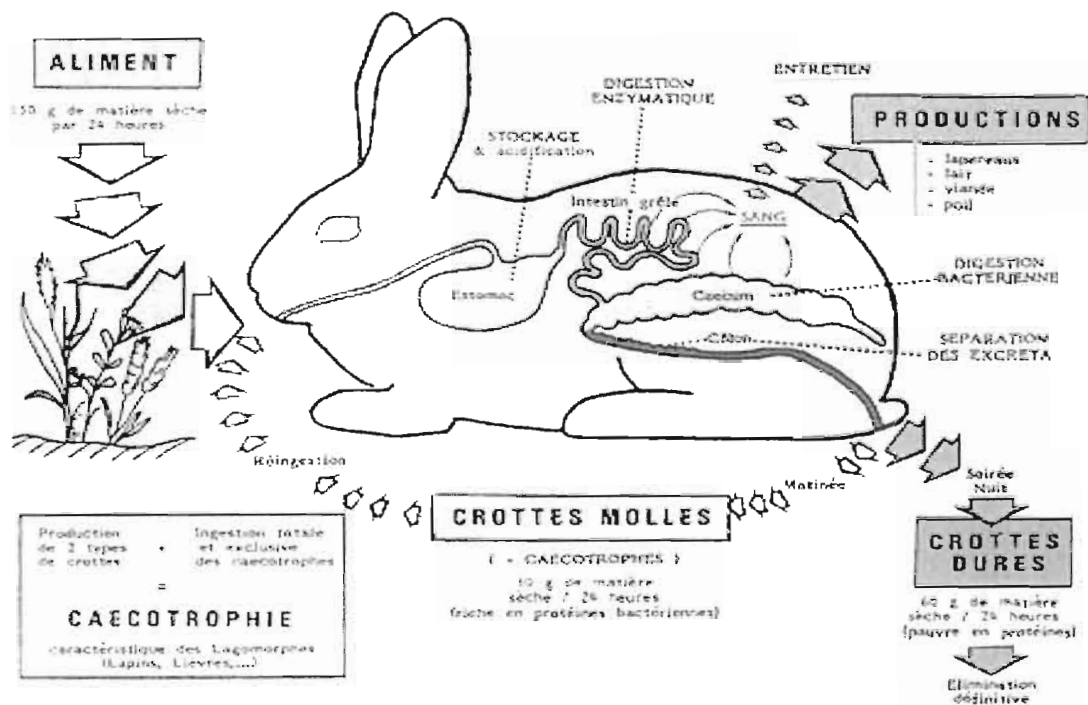 ALIMENT
150 g de matière sèche
par 24 heures
STOCKAGE
& acidification
DIGESTION
ENZYMATIQUE
ENTRETIEN
PRODUCTIONS
- lapereaux
- lait
- viande
- poil
Intestin grêle
SANG
Estomac
Caecum
Côlon
DIGESTION
BACTERIENNE
SEPARATION
DES EXCRETA
Réingestion
Matinée
Soirée
Nuit
CROTTES MOLLES
( = CAECOTROPHES )
g de matière
sèche / 24 heures
(riche en protéines bactériennes)
CROTTES
DURES
60 g de matière
sèche / 24 heures
(pauvre en protéines)
Elimination
définitive
Production
de 2 types
de crottes
+
Ingestion totale
et exclusive
des caecotrophes
=
CAECOTROPHIE
caractéristique des Lagomorphes
(Lapins, Lièvres,...)